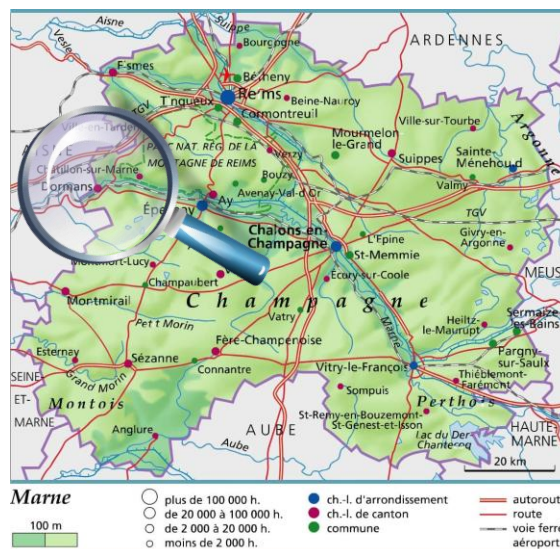 Aisne
Suippe
ARDENNES
Vesle
Bourgogne
Fismes
Bétheny
Reims
TGV
Tinqueux
Beine-Nauroy
Cormontreuil
Ville-en-Tardenois
Ville-sur-Tourbe
Argonne
AISNE
PARC NAT. RÉG. DE LA
MONTAGNE DE REIMS
Verzy
Mourmelon-
le-Grand
Suippes
Sainte-
Ménehould
Châtillon-sur-Marne
Dormans
Bouzy
Valmy
Ay
Avenay-Val-d'Or
Épernay
TGV
Châlons-en-
Champagne
L'Épine
St-Memmie
Givry-en-
Argonne
Montmort-Lucy
MEUS
Écury-sur-Coole
Champaubert
Champagne
Montmirail
Vatry
Sermaize-
les-Bains
Petit Morin
Marne
Heiltz-
le-Maurupt
Esternay
Sézanne
Fère-Champenoise
Pargny-
sur-Saulx
Connantre
Vitry-le-François
Thiéblemont-
Farémont
SEINE-
ET-
MARNE
Grand Morin
Montois
Sompuis
Perthois
St-Remy-en-Bouzemont-
St-Genest-et-Isson
HAUTE-
MARNE
Anglure
AUBE
Aube
Lac du Der-
Chantecoq
20 km
Marne
100 m
plus de 100 000 h.
de 20 000 à 100 000 h.
de 2 000 à 20 000 h.
moins de 2 000 h.
ch.-l. d'arrondissement
ch.-l. de canton
commune
autorout
route
voie ferré
aéroport